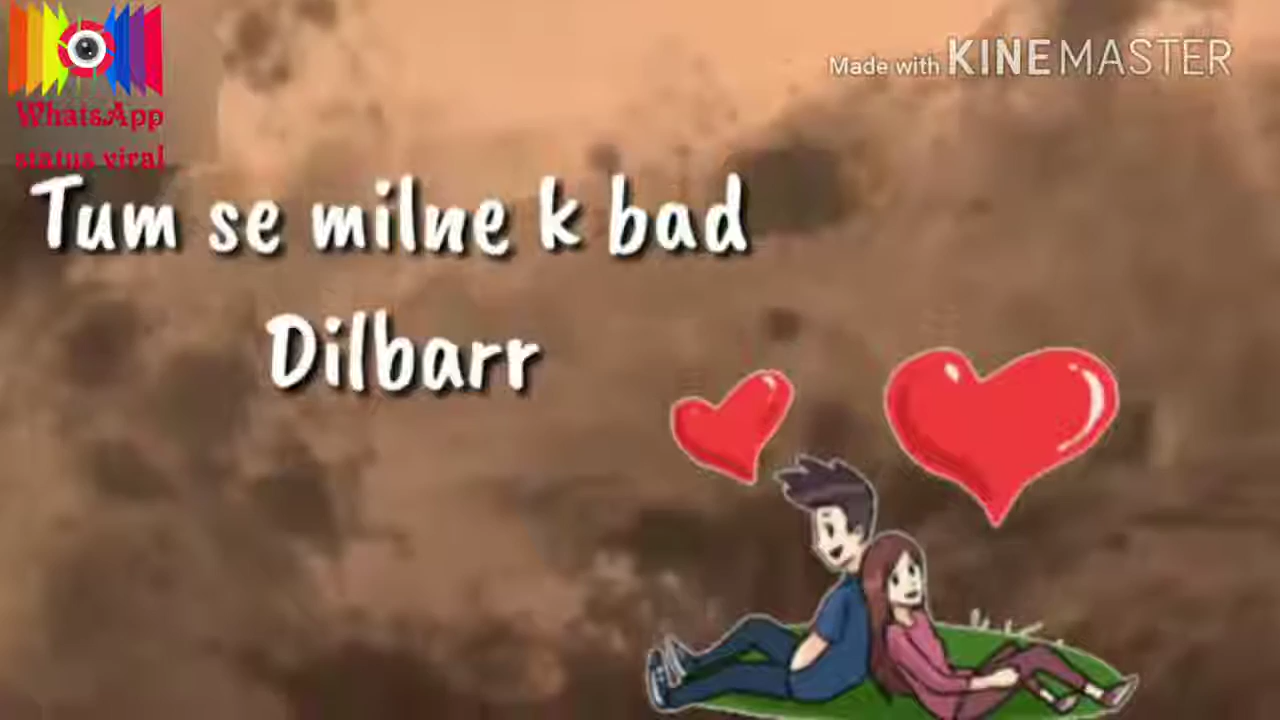 Made with KINEMASTER
WhatsApp
status viral
Tum se milne k bad
Dilbarr